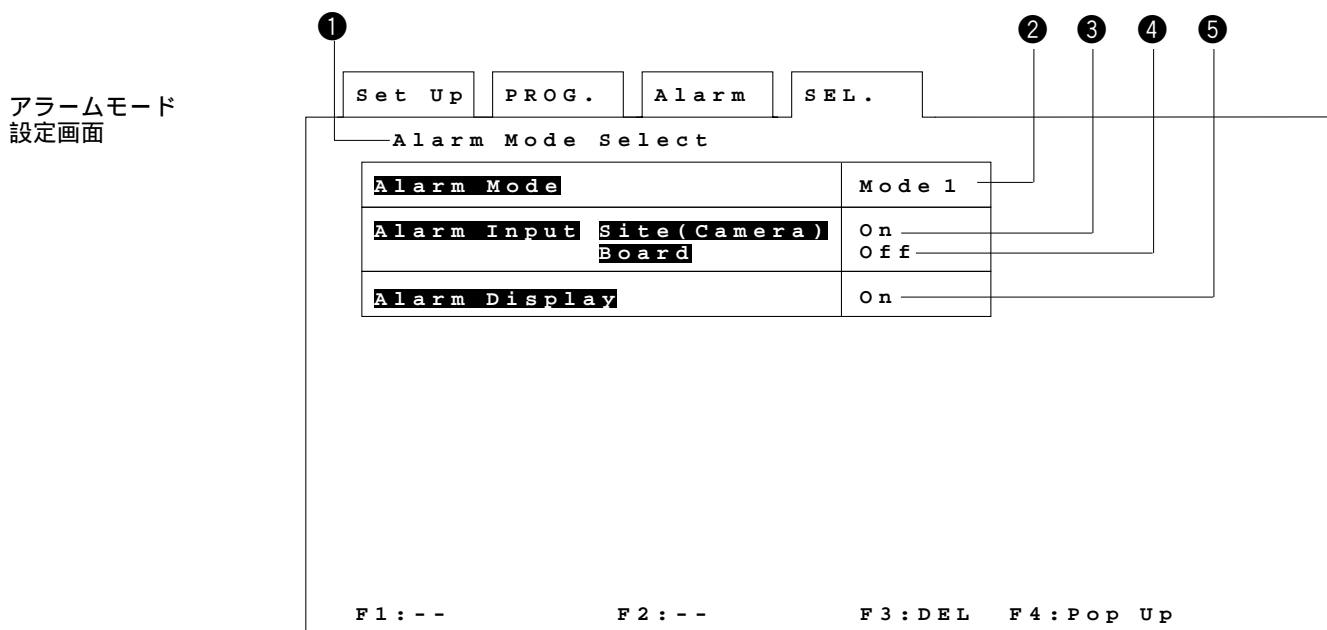 ❶ ❷ ❸ ❹ ❺
アラームモード
設定画面
Set Up PROG. Alarm SEL.
Alarm Mode Select
Alarm Mode Mode 1
Alarm Input Site(Camera) On
Board Off
Alarm Display On
F1:-- F2:-- F3:DEL F4:Pop Up